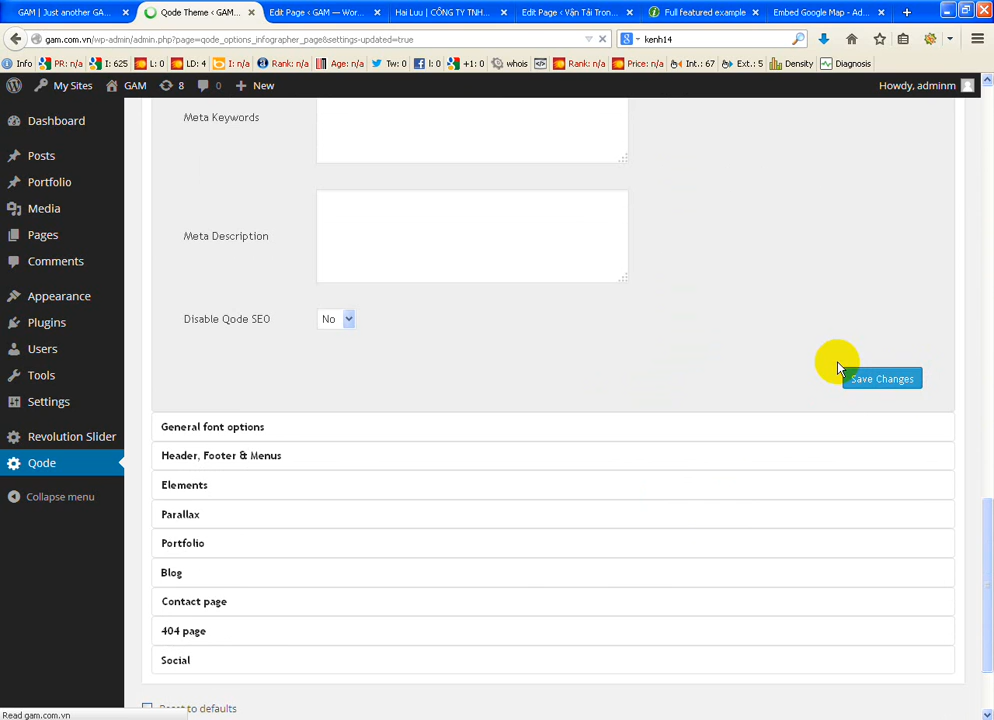 GAM | Just another GA...
Qode Theme ‹ GAM...
Edit Page ‹ GAM — Wor...
Hai Luu | CÔNG TY TNH...
Edit Page ‹ Vận Tải Tron...
Full featured example
Embed Google Map - Ad...
gam.com.vn/wp-admin/admin.php?page=qode_options_infographer_page&settings-updated=true
kenh14
Info PR: n/a I: 625 L: 0 LD: 4 I: n/a Rank: n/a Age: n/a Tw: 0 l: 0 +1: 0 whois Rank: n/a Price: n/a Int.: 67 Ext.: 5 Density Diagnosis
My Sites GAM 8 0 New Howdy, adminm
Dashboard
Posts
Portfolio
Media
Pages
Comments
Appearance
Plugins
Users
Tools
Settings
Revolution Slider
Qode
Collapse menu
Meta Keywords
Meta Description
Disable Qode SEO No
Save Changes
General font options
Header, Footer & Menus
Elements
Parallax
Portfolio
Blog
Contact page
404 page
Social
Reset to defaults
Read gam.com.vn